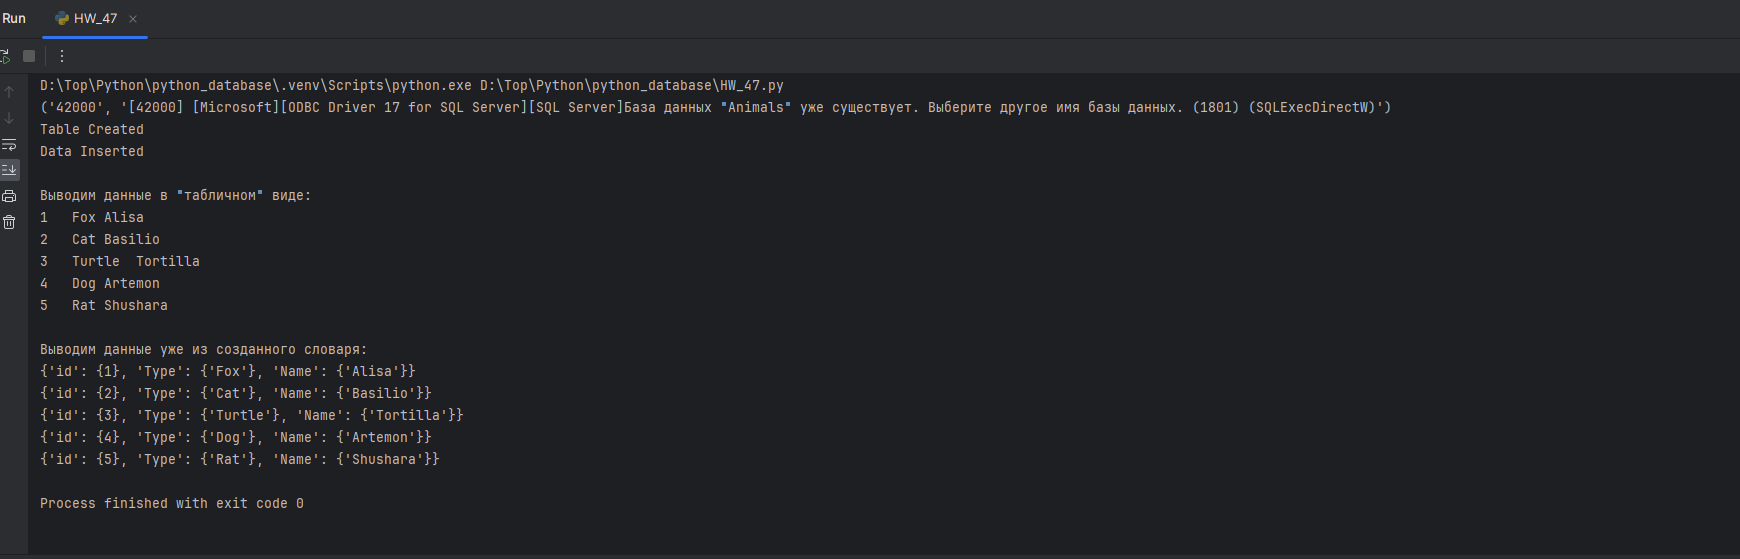 Run HW_47
D:\Top\Python\python_database\.venv\Scripts\python.exe D:\Top\Python\python_database\HW_47.py
('42000', '[42000] [Microsoft][ODBC Driver 17 for SQL Server][SQL Server]База данных "Animals" уже существует. Выберите другое имя базы данных. (1801) (SQLExecDirectW)')
Table Created
Data Inserted
Выводим данные в "табличном" виде:
1 Fox Alisa
2 Cat Basilio
3 Turtle Tortilla
4 Dog Artemon
5 Rat Shushara
Выводим данные уже из созданного словаря:
{'id': {1}, 'Type': {'Fox'}, 'Name': {'Alisa'}}
{'id': {2}, 'Type': {'Cat'}, 'Name': {'Basilio'}}
{'id': {3}, 'Type': {'Turtle'}, 'Name': {'Tortilla'}}
{'id': {4}, 'Type': {'Dog'}, 'Name': {'Artemon'}}
{'id': {5}, 'Type': {'Rat'}, 'Name': {'Shushara'}}
Process finished with exit code 0